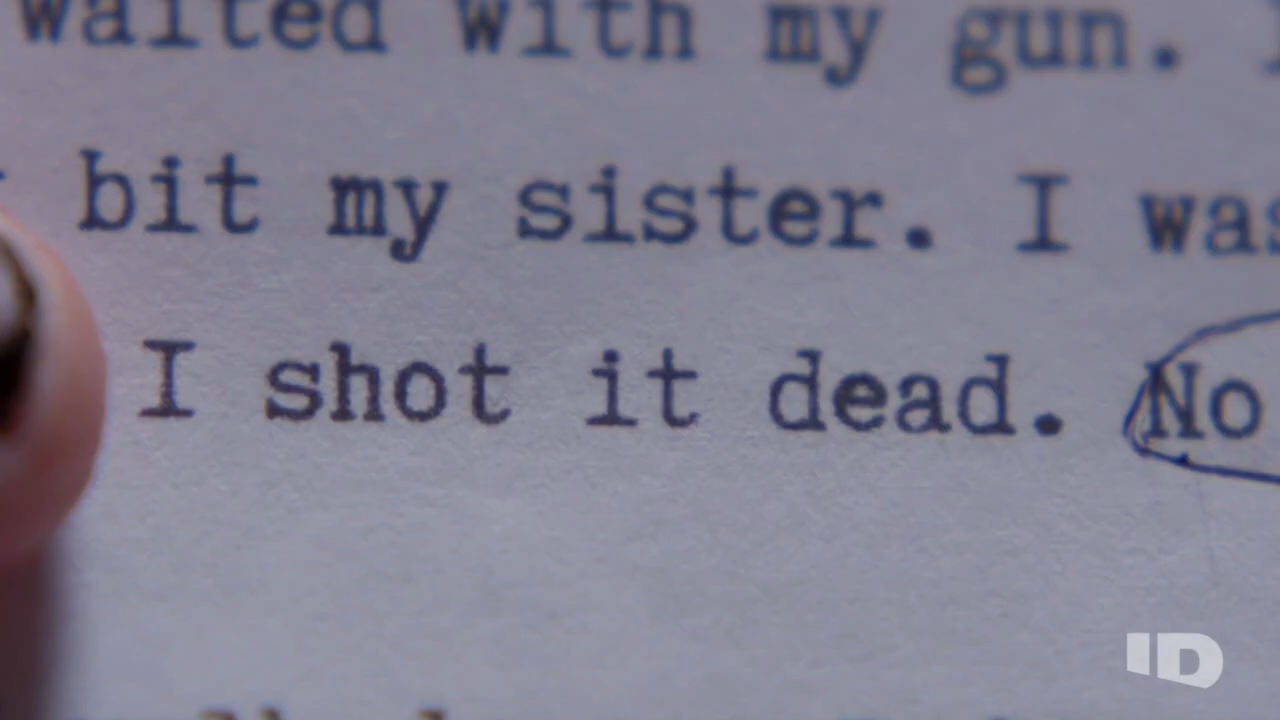 waited with my gun.
bit my sister. I was
I shot it dead. No
ID